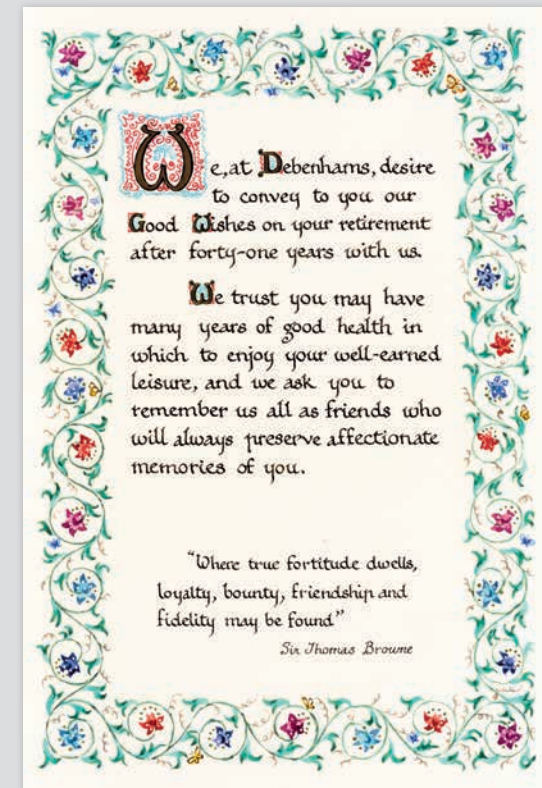 We, at Debenhams, desire
to convey to you our
Good Wishes on your retirement
after forty-one years with us.
We trust you may have
many years of good health in
which to enjoy your well-earned
leisure, and we ask you to
remember us all as friends who
will always preserve affectionate
memories of you.
"Where true fortitude dwells,
loyalty, bounty, friendship and
fidelity may be found"
Sir Thomas Browne